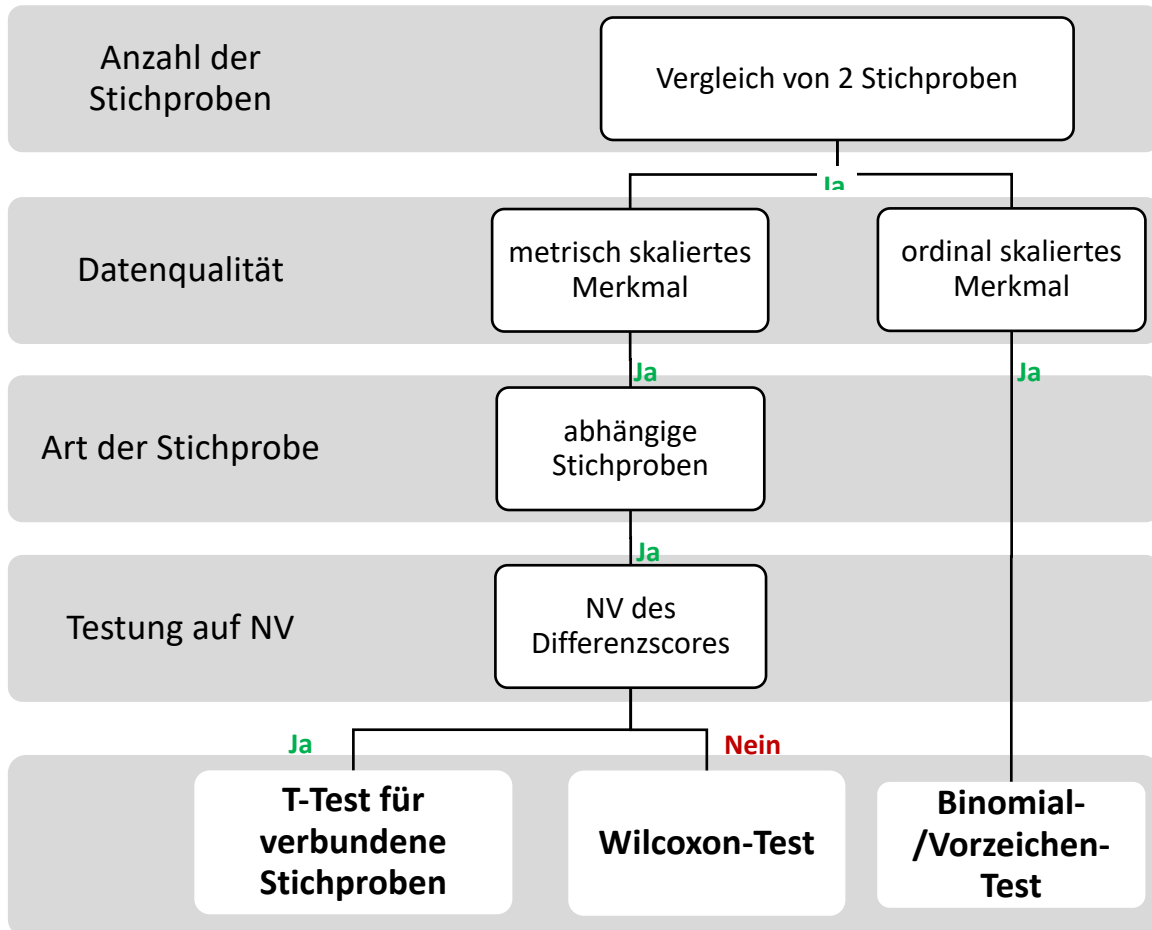 Anzahl der
Stichproben
Vergleich von 2 Stichproben
Ja
Datenqualität
metrisch skaliertes
Merkmal
ordinal skaliertes
Merkmal
Ja
Ja
Art der Stichprobe
abhängige
Stichproben
Ja
Testung auf NV
NV des
Differenzscores
Ja
Nein
T-Test für
verbundene
Stichproben
Wilcoxon-Test
Binomial-
/Vorzeichen-
Test